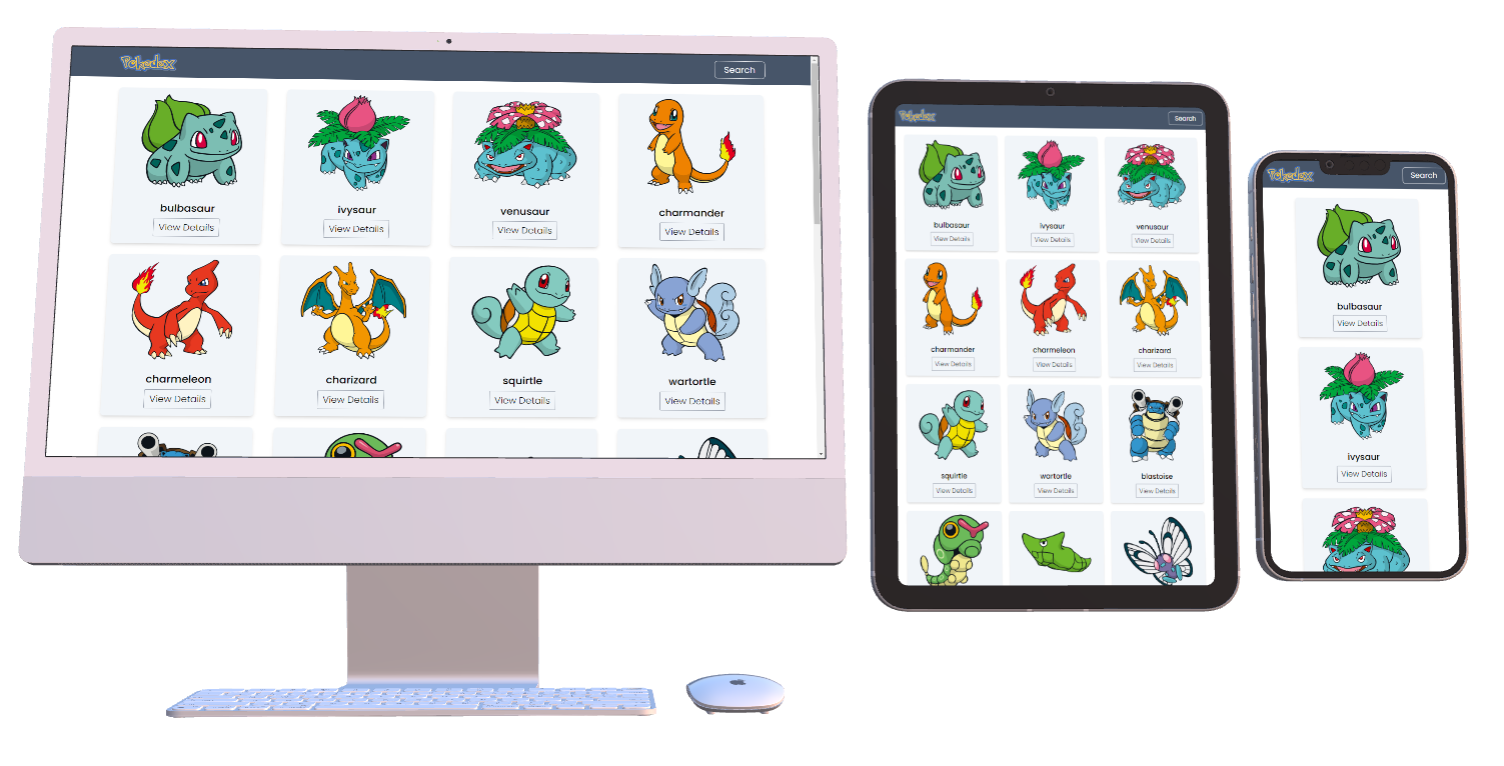 Pokedex
Search
bulbasaur
View Details
ivysaur
View Details
venusaur
View Details
charmander
View Details
charmeleon
View Details
charizard
View Details
squirtle
View Details
wartortle
View Details
Pokedex
Search
bulbasaur
View Details
ivysaur
View Details
venusaur
View Details
charmander
View Details
charmeleon
View Details
charizard
View Details
squirtle
View Details
wartortle
View Details
blastoise
View Details
Pokedex
Search
bulbasaur
View Details
ivysaur
View Details